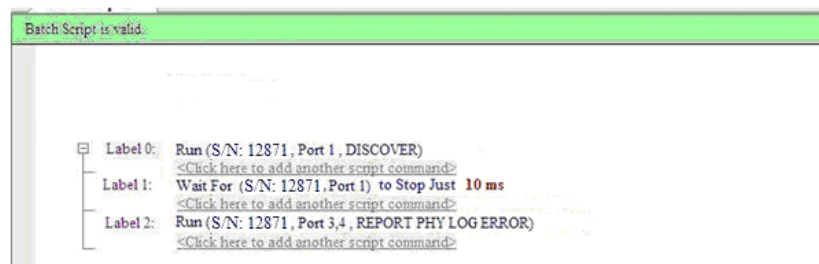 Batch Script is valid.
Label 0: Run (S/N: 12871, Port 1, DISCOVER)
<Click here to add another script command>
Label 1: Wait For (S/N: 12871, Port 1) to Stop Just 10 ms
<Click here to add another script command>
Label 2: Run (S/N: 12871, Port 3,4, REPORT PHY LOG ERROR)
<Click here to add another script command>